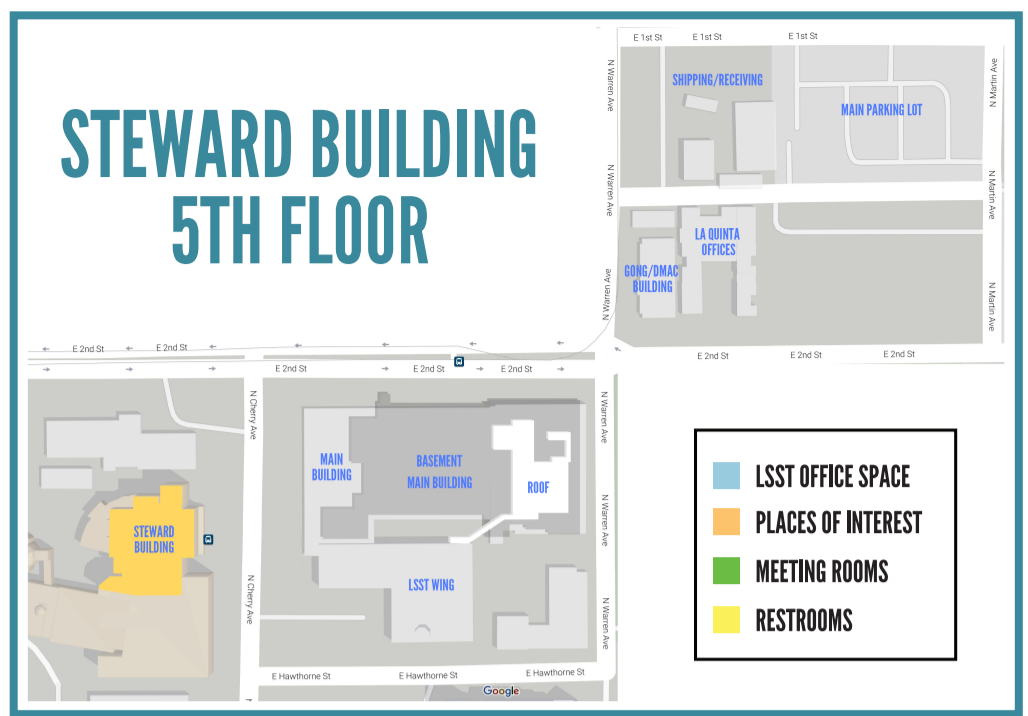 STEWARD BUILDING
5TH FLOOR
E 1st St
E 1st St
E 1st St
N Warren Ave
N Martin Ave
SHIPPING/RECEIVING
MAIN PARKING LOT
N Warren Ave
N Martin Ave
LA QUINTA
OFFICES
GONG/DMAC
BUILDING
N Warren Ave
N Martin Ave
E 2nd St
E 2nd St
E 2nd St
E 2nd St
E 2nd St
E 2nd St
E 2nd St
E 2nd St
N Cherry Ave
N Warren Ave
MAIN
BUILDING
BASEMENT
MAIN BUILDING
ROOF
N Warren Ave
STEWARD
BUILDING
LSST WING
N Cherry Ave
N Warren Ave
E Hawthorne St
E Hawthorne St
E Hawthorne St
Google
LSST OFFICE SPACE
PLACES OF INTEREST
MEETING ROOMS
RESTROOMS